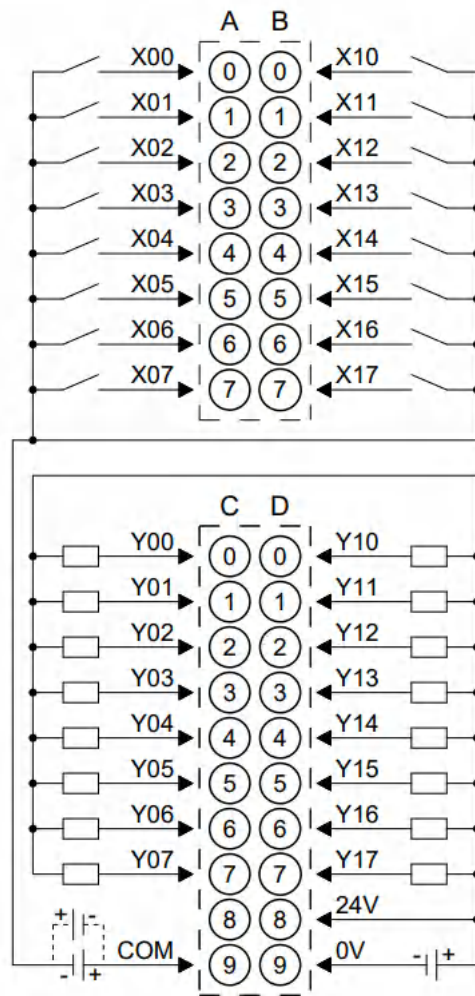 A B
X00 0 0 X10
X01 1 1 X11
X02 2 2 X12
X03 3 3 X13
X04 4 4 X14
X05 5 5 X15
X06 6 6 X16
X07 7 7 X17
C D
Y00 0 0 Y10
Y01 1 1 Y11
Y02 2 2 Y12
Y03 3 3 Y13
Y04 4 4 Y14
Y05 5 5 Y15
Y06 6 6 Y16
Y07 7 7 Y17
+ - 8 8 24V
- + COM 9 9 0V - +